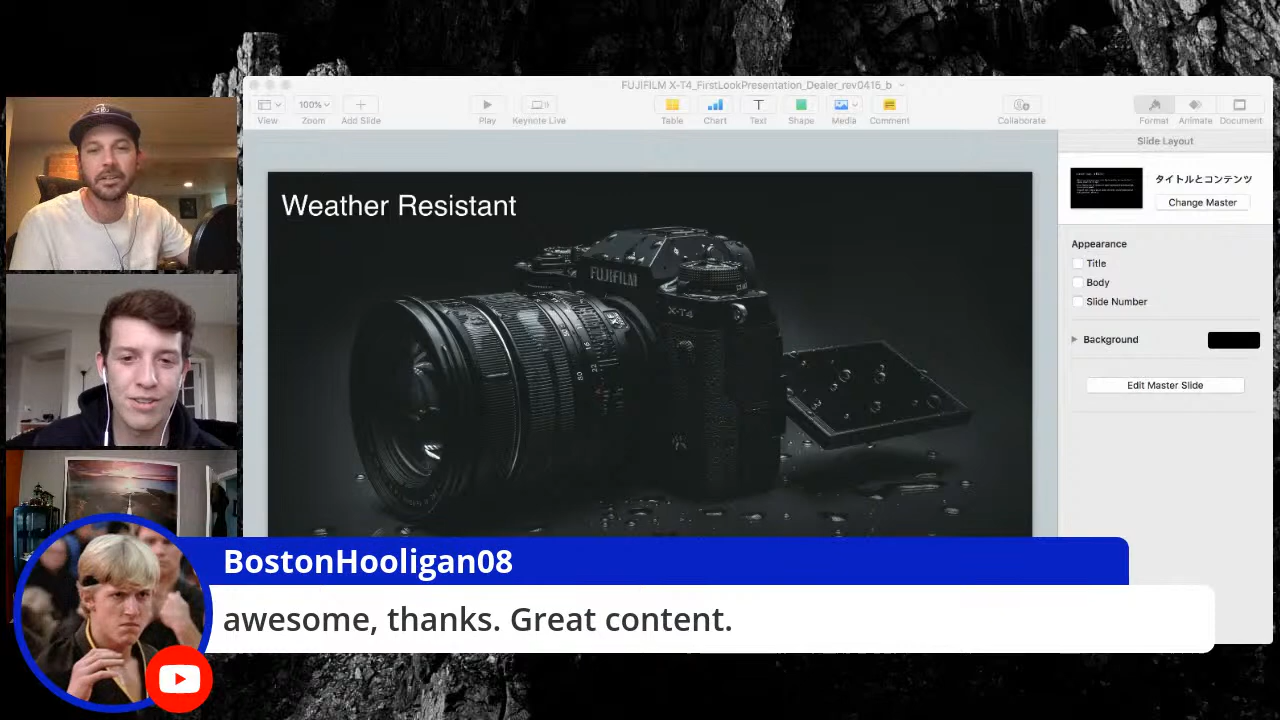 FUJIFILM X-T4_FirstLookPresentation_Dealer_rev0415_b
100%
View
Zoom
Add Slide
Play
Keynote Live
Table
Chart
Text
Shape
Media
Comment
Collaborate
Format
Animate
Document
Slide Layout
タイトルとコンテンツ
Change Master
Weather Resistant
Appearance
Title
Body
Slide Number
Background
Edit Master Slide
FUJIFILM
X-T4
BostonHooligan08
awesome, thanks. Great content.